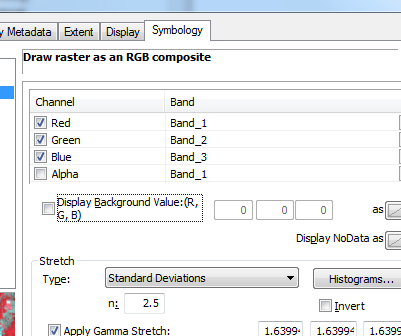 y Metadata Extent Display Symbology
Draw raster as an RGB composite
Channel Band
Red Band_1
Green Band_2
Blue Band_3
Alpha Band_1
Display Background Value:(R,
G, B) 0 0 0 as
Display NoData as
Stretch
Type: Standard Deviations Histograms...
n: 2.5 Invert
Apply Gamma Stretch: 1.6399 1.6399 1.6399